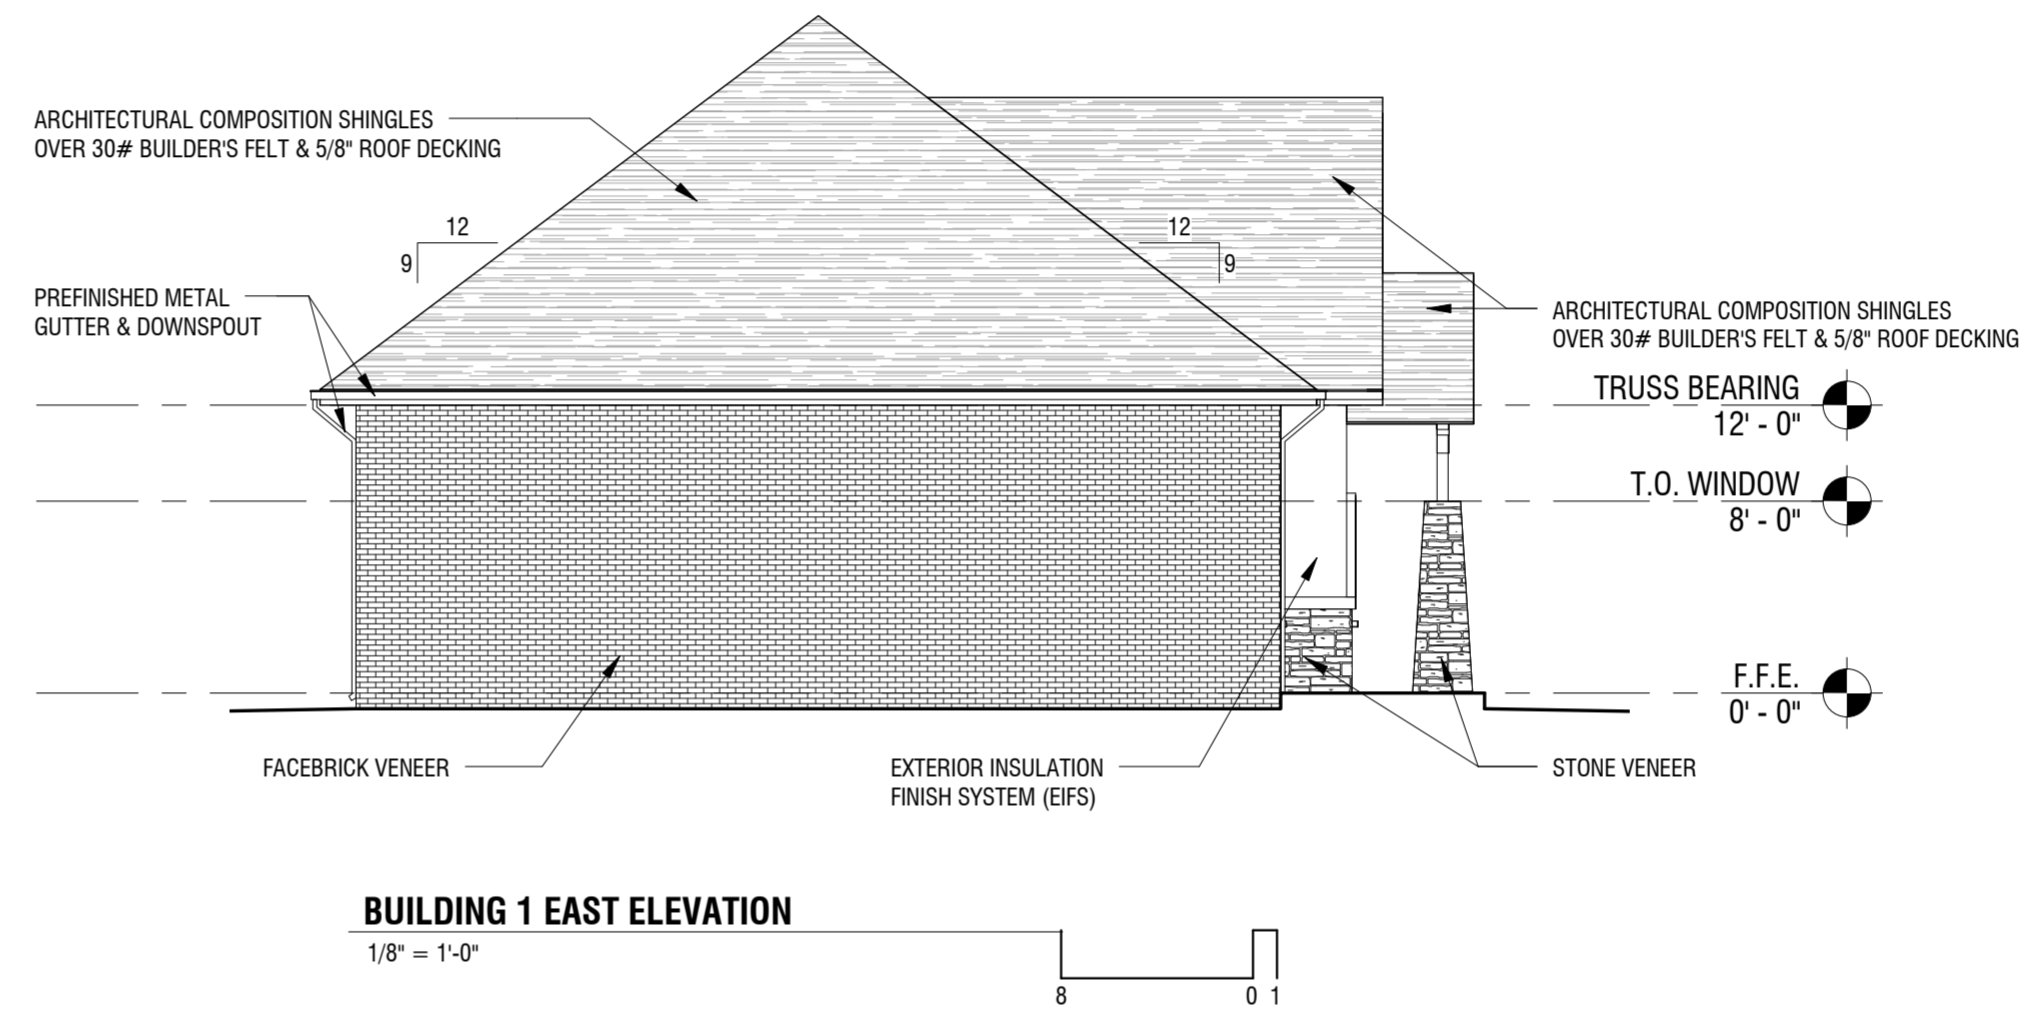 ARCHITECTURAL COMPOSITION SHINGLES
OVER 30# BUILDER'S FELT & 5/8" ROOF DECKING
12
9
12
9
PREFINISHED METAL
GUTTER & DOWNSPOUT
ARCHITECTURAL COMPOSITION SHINGLES
OVER 30# BUILDER'S FELT & 5/8" ROOF DECKING
TRUSS BEARING
12' - 0"
T.O. WINDOW
8' - 0"
F.F.E.
0' - 0"
FACEBRICK VENEER
EXTERIOR INSULATION
FINISH SYSTEM (EIFS)
STONE VENEER
BUILDING 1 EAST ELEVATION
1/8" = 1'-0"
8 0 1